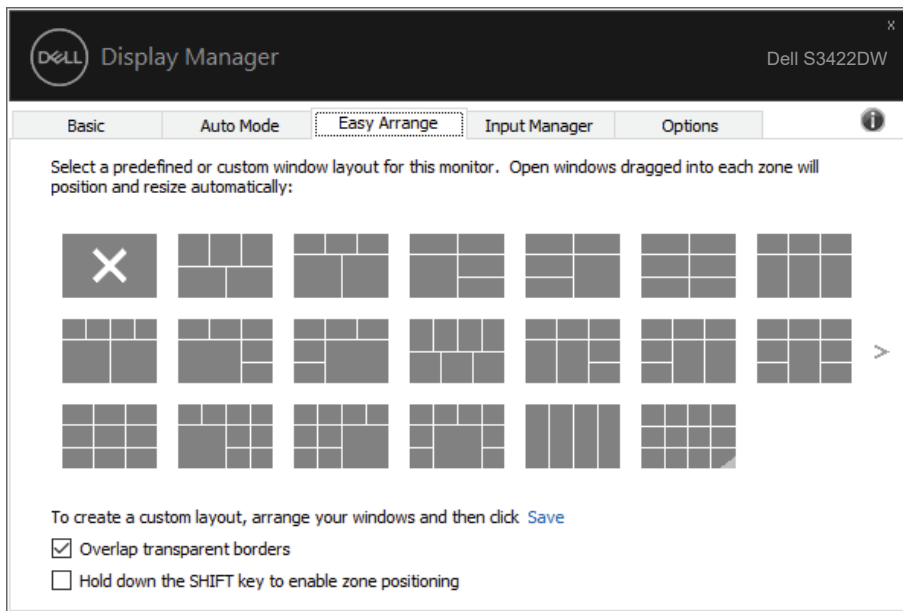 x
DELL Display Manager
Dell S3422DW
Basic Auto Mode Easy Arrange Input Manager Options
Select a predefined or custom window layout for this monitor. Open windows dragged into each zone will
position and resize automatically:
>
To create a custom layout, arrange your windows and then click Save
Overlap transparent borders
Hold down the SHIFT key to enable zone positioning